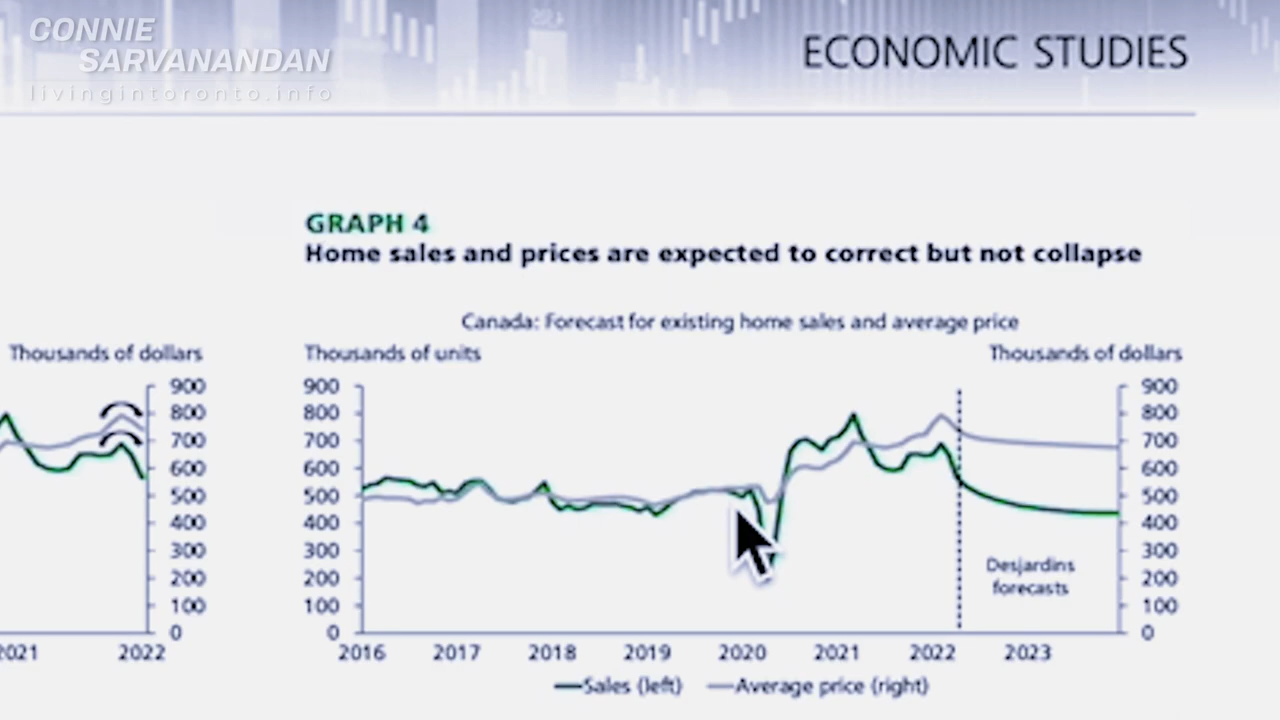 CONNIE
SARVANANDAN
livingintoronto.info
ECONOMIC STUDIES
GRAPH 4
Home sales and prices are expected to correct but not collapse
Canada: Forecast for existing home sales and average price
Thousands of dollars
900
800
700
600
500
400
300
200
100
0
2021
2022
Thousands of units
Thousands of dollars
900
800
700
600
500
400
300
200
100
0
900
800
700
600
500
400
300
200
100
0
Desjardins
forecasts
2016 2017 2018 2019 2020 2021 2022 2023
Sales (left) Average price (right)